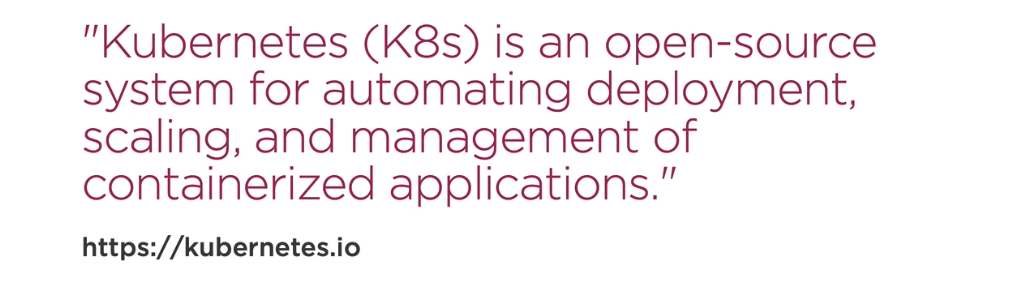 "Kubernetes (K8s) is an open-source
system for automating deployment,
scaling, and management of
containerized applications."
https://kubernetes.io